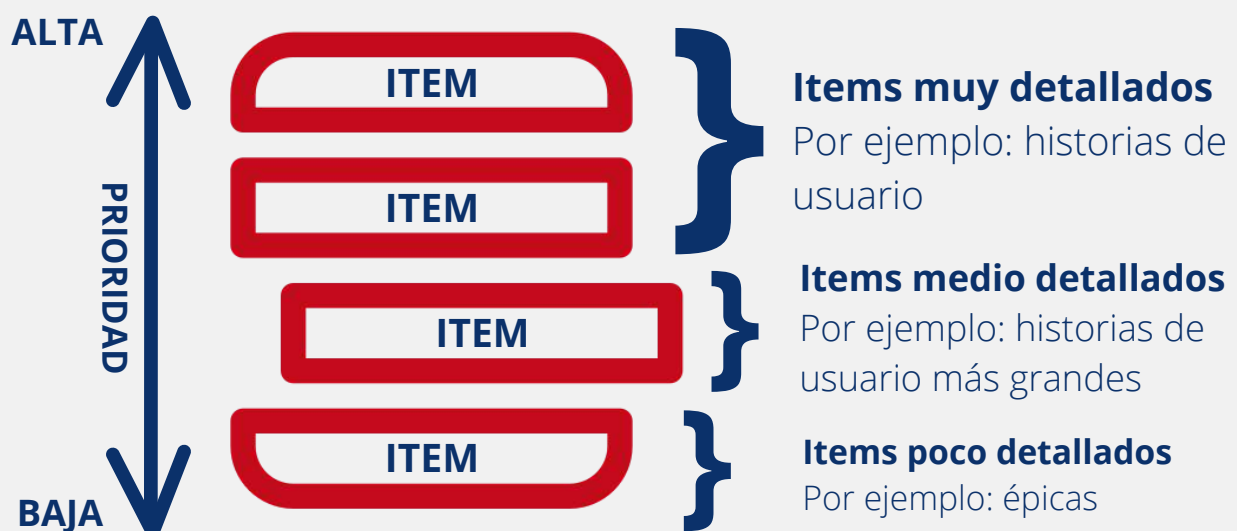 ALTA
PRIORIDAD
BAJA
ITEM
ITEM
ITEM
ITEM
Items muy detallados
Por ejemplo: historias de
usuario
Items medio detallados
Por ejemplo: historias de
usuario más grandes
Items poco detallados
Por ejemplo: épicas